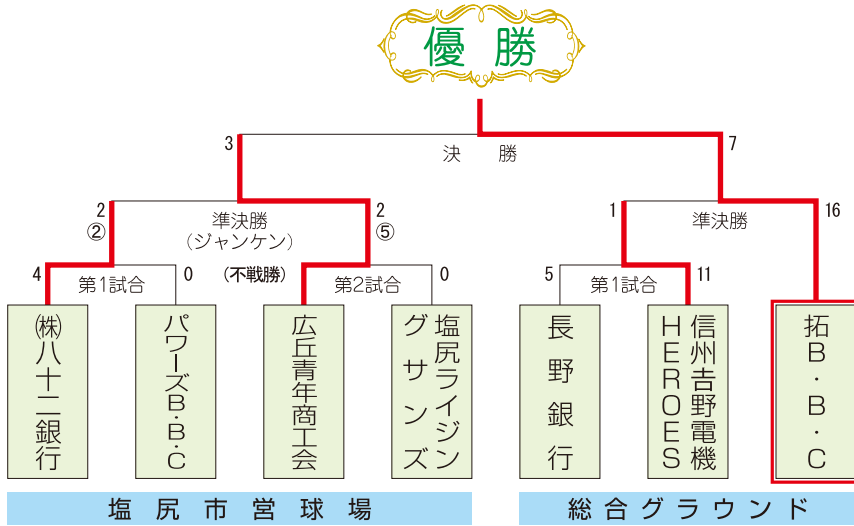 優勝
3
決勝
7
2
②
準決勝
(ジャンケン)
2
⑤
1
準決勝
16
4
第1試合
0
(不戦勝)
第2試合
0
5
第1試合
11
㈱八十二銀行
パワーズB・B・C
広丘青年商工会
塩尻ライジン
グサンズ
長野銀行
信州𠮷野電機
HEROES
拓B・B・C
塩尻市営球場
総合グラウンド